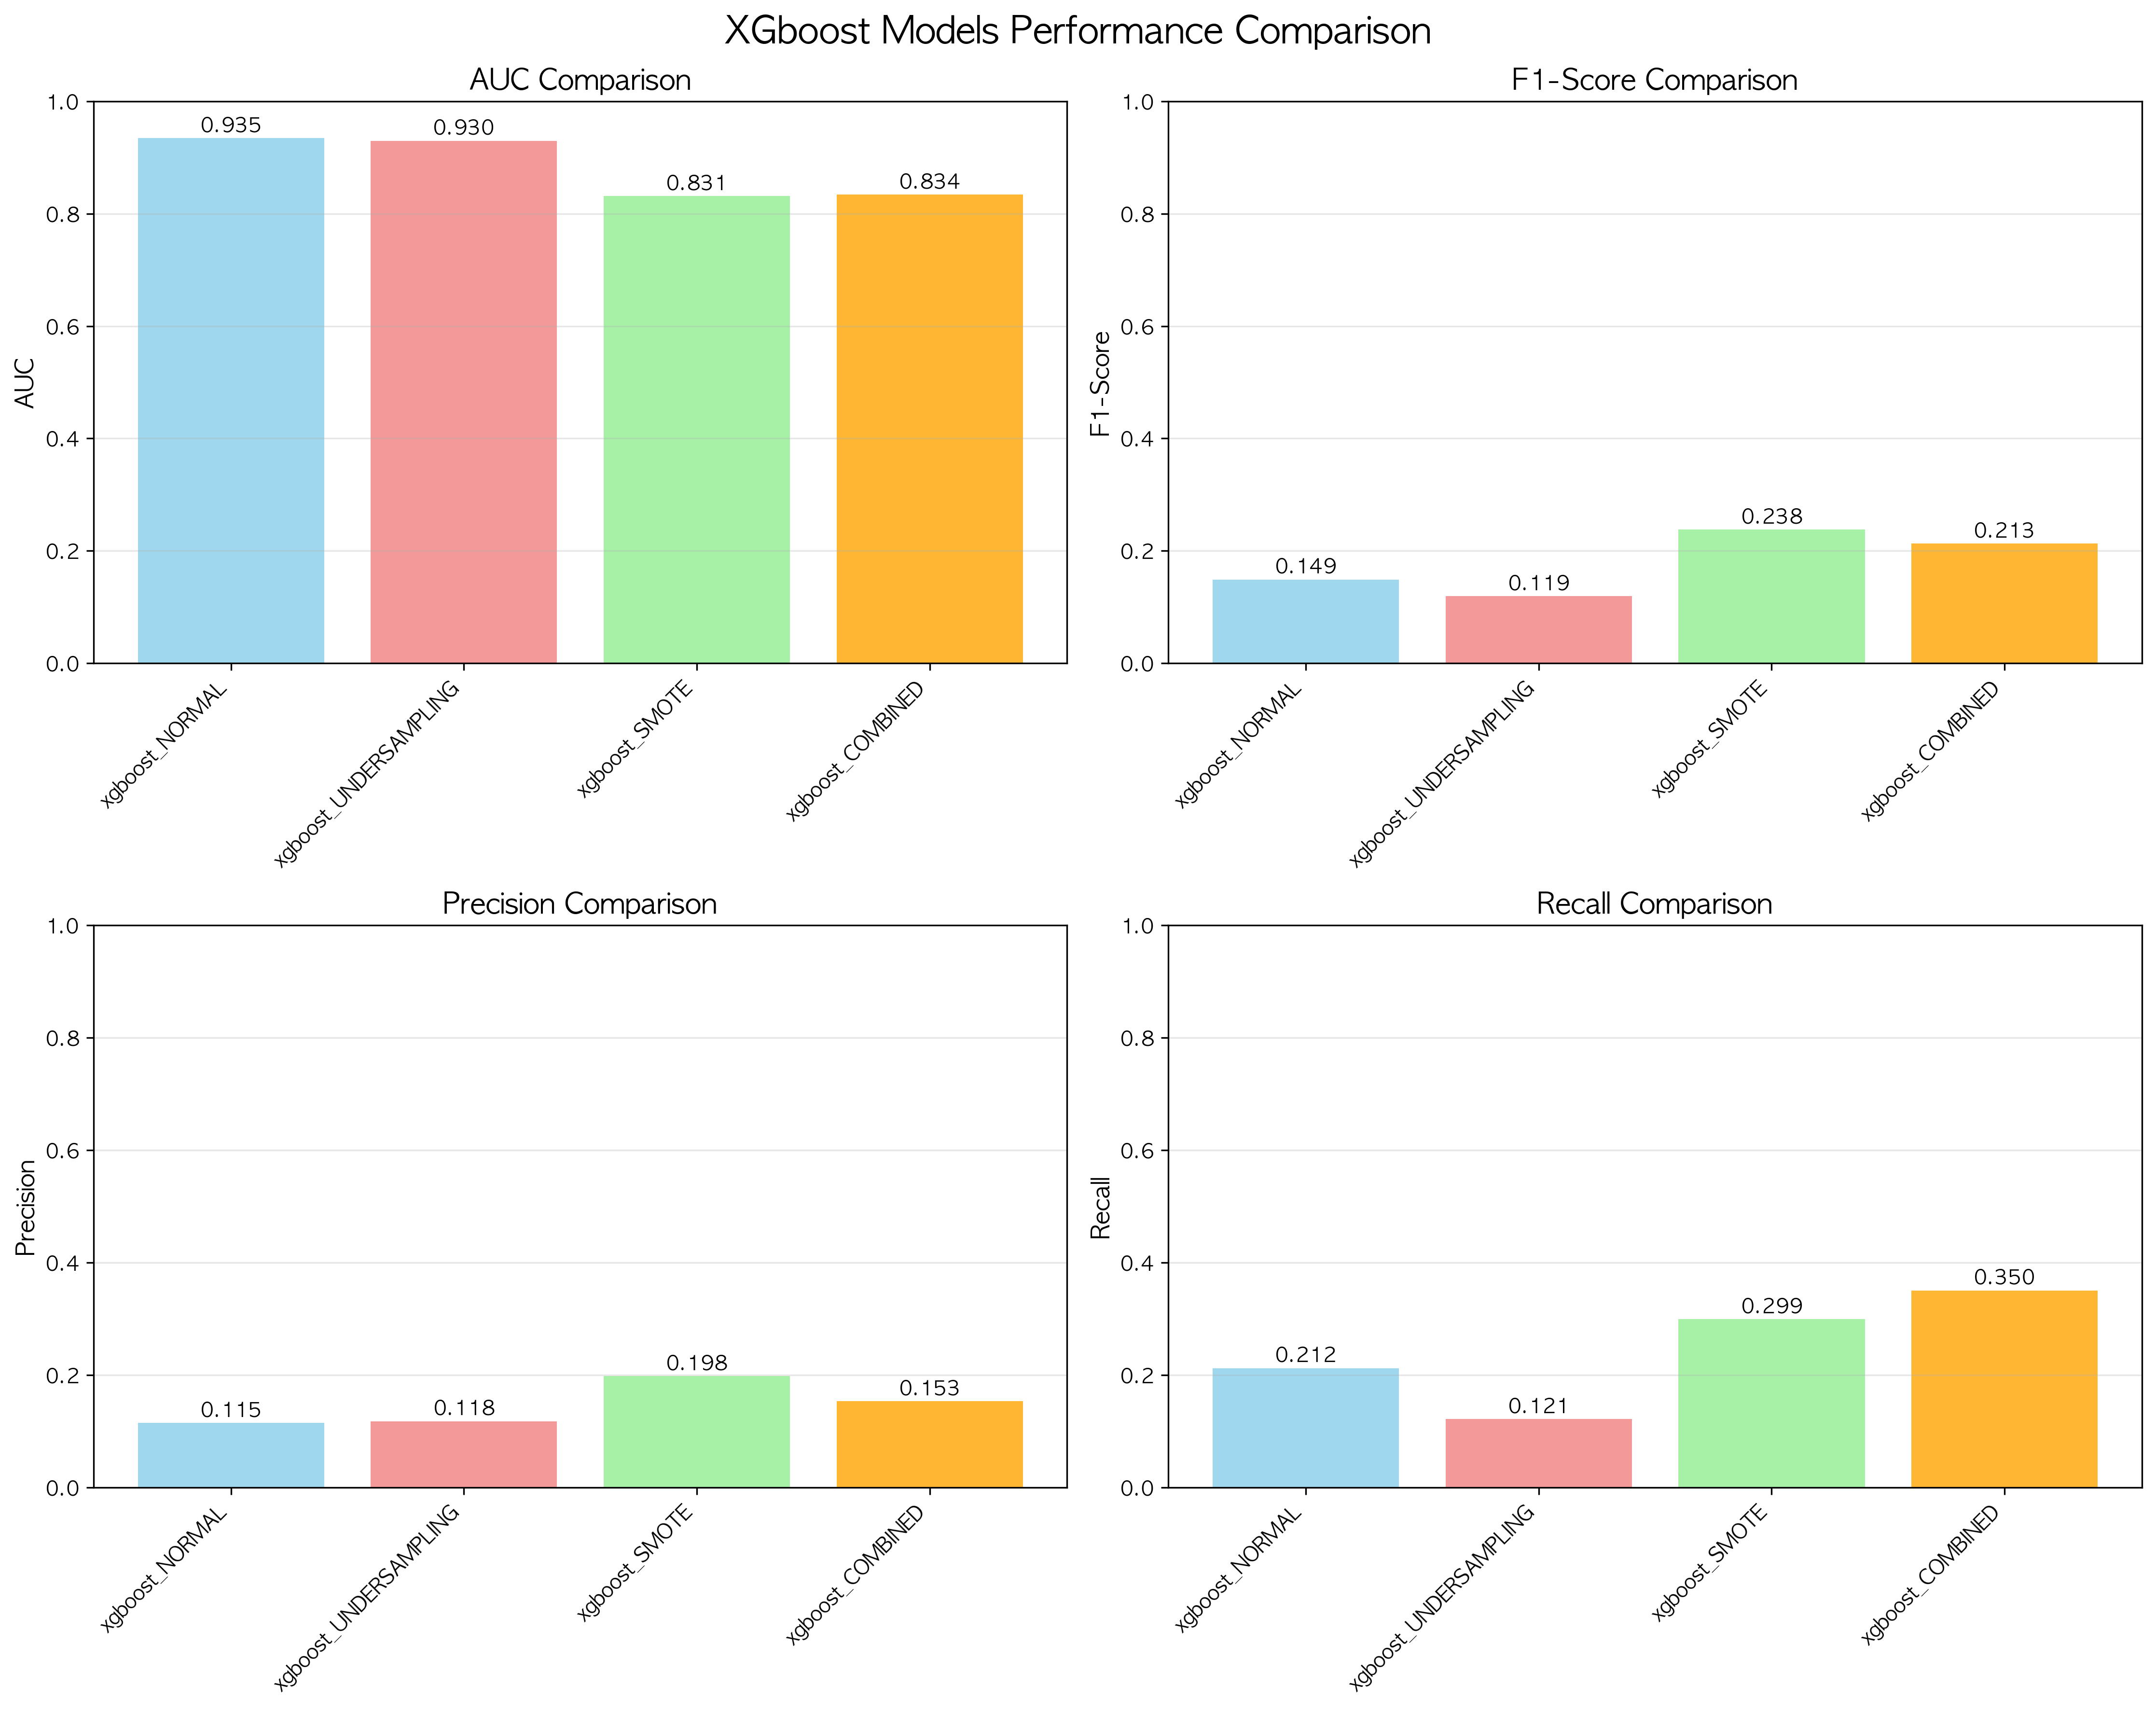 XGboost Models Performance Comparison
AUC Comparison
1.0
0.8
0.6
0.4
0.2
0.0
AUC
0.935
0.930
0.831
0.834
xgboost_NORMAL
xgboost_UNDERSAMPLING
xgboost_SMOTE
xgboost_COMBINED
F1-Score Comparison
1.0
0.8
0.6
0.4
0.2
0.0
F1-Score
0.149
0.119
0.238
0.213
xgboost_NORMAL
xgboost_UNDERSAMPLING
xgboost_SMOTE
xgboost_COMBINED
Precision Comparison
1.0
0.8
0.6
0.4
0.2
0.0
Precision
0.115
0.118
0.198
0.153
xgboost_NORMAL
xgboost_UNDERSAMPLING
xgboost_SMOTE
xgboost_COMBINED
Recall Comparison
1.0
0.8
0.6
0.4
0.2
0.0
Recall
0.212
0.121
0.299
0.350
xgboost_NORMAL
xgboost_UNDERSAMPLING
xgboost_SMOTE
xgboost_COMBINED